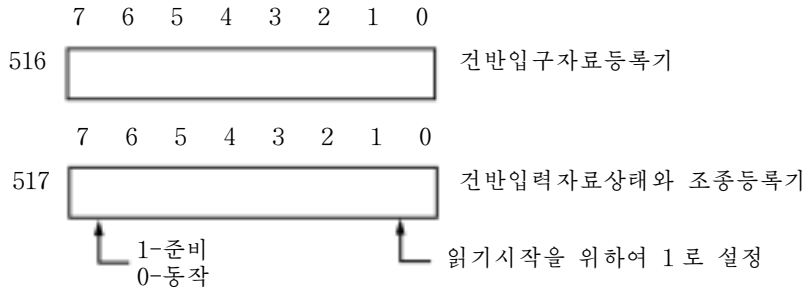 7 6 5 4 3 2 1 0
516 건반입구자료등록기
7 6 5 4 3 2 1 0
517 건반입력자료상태와 조종등록기
1-준비
0-동작
읽기시작을 위하여 1로 설정